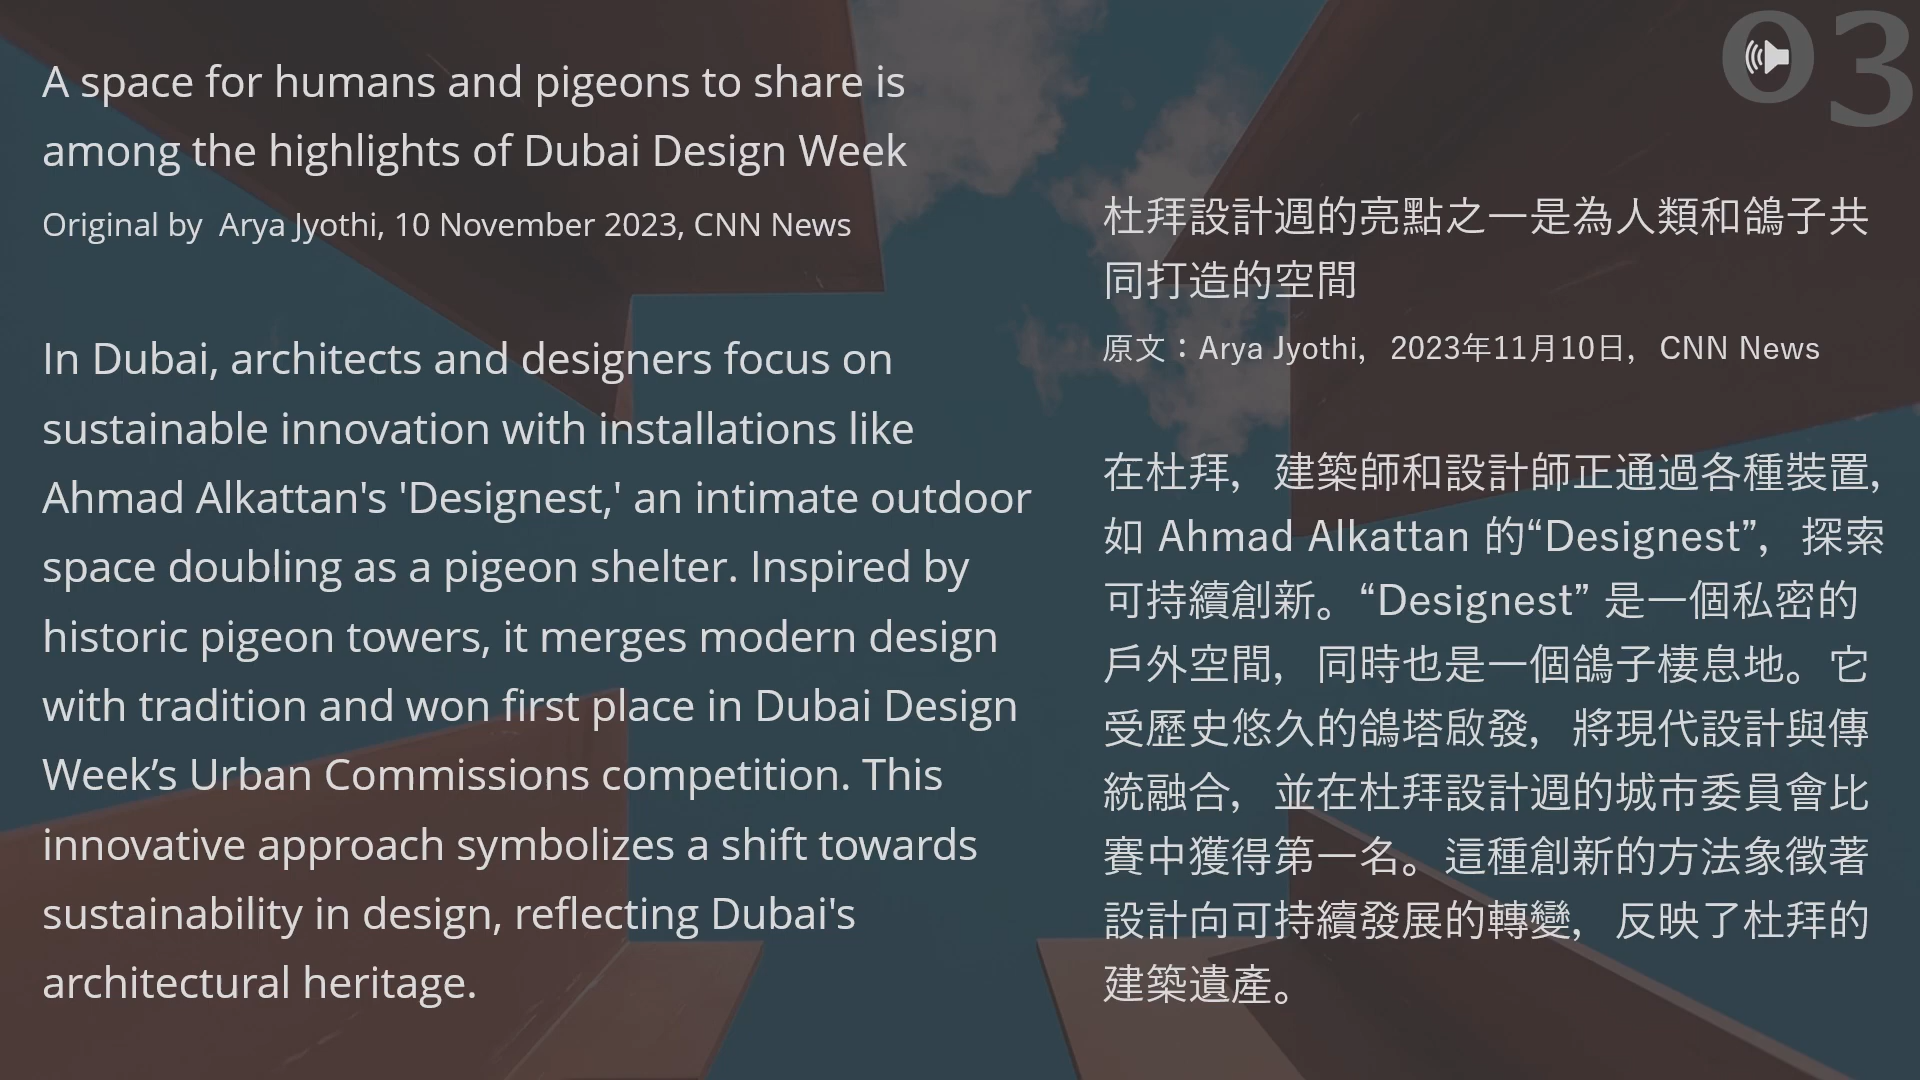 03
A space for humans and pigeons to share is
among the highlights of Dubai Design Week
Original by  Arya Jyothi, 10 November 2023, CNN News
In Dubai, architects and designers focus on
sustainable innovation with installations like
Ahmad Alkattan's 'Designest,' an intimate outdoor
space doubling as a pigeon shelter. Inspired by
historic pigeon towers, it merges modern design
with tradition and won first place in Dubai Design
Week’s Urban Commissions competition. This
innovative approach symbolizes a shift towards
sustainability in design, reflecting Dubai's
architectural heritage.
杜拜設計週的亮點之一是為人類和鴿子共
同打造的空間
原文：Arya Jyothi，2023年11月10日，CNN News
在杜拜，建築師和設計師正通過各種裝置，
如 Ahmad Alkattan 的“Designest”，探索
可持續創新。“Designest” 是一個私密的
戶外空間，同時也是一個鴿子棲息地。它
受歷史悠久的鴿塔啟發，將現代設計與傳
統融合，並在杜拜設計週的城市委員會比
賽中獲得第一名。這種創新的方法象徵著
設計向可持續發展的轉變，反映了杜拜的
建築遺產。